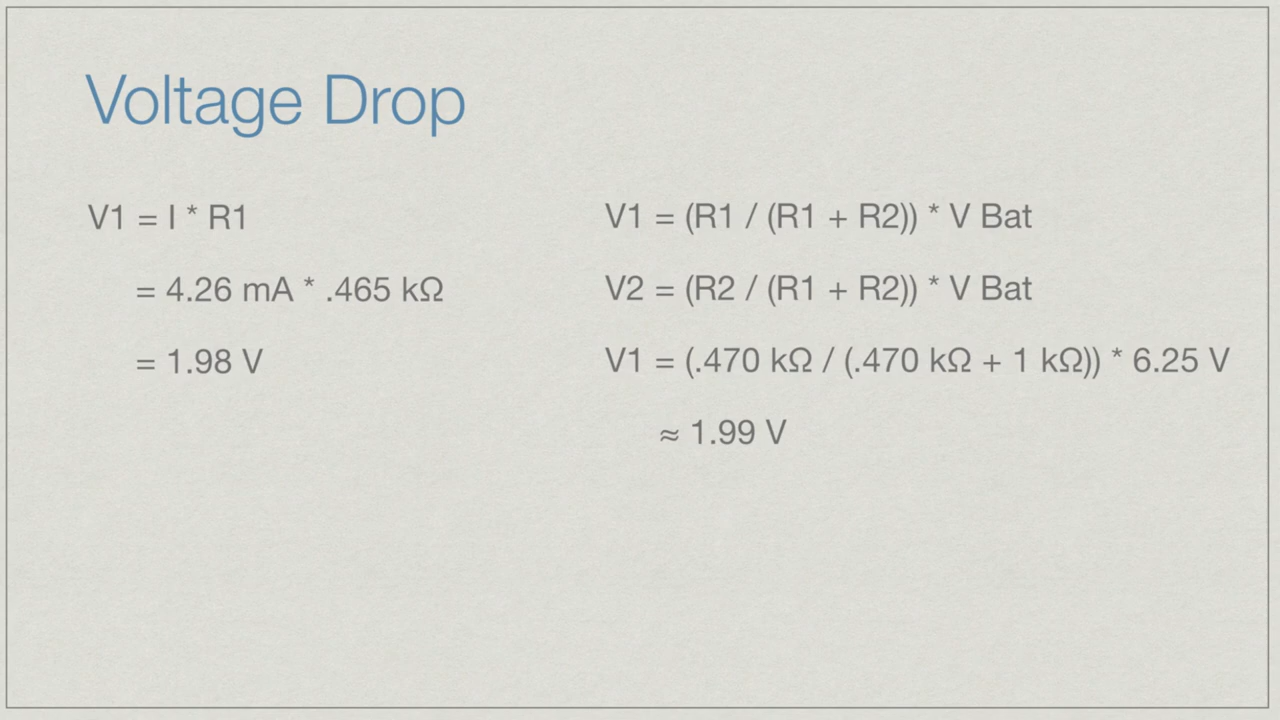 Voltage Drop
V1 = I * R1
= 4.26 mA * .465 kΩ
= 1.98 V
V1 = (R1 / (R1 + R2)) * V Bat
V2 = (R2 / (R1 + R2)) * V Bat
V1 = (.470 kΩ / (.470 kΩ + 1 kΩ)) * 6.25 V
≈ 1.99 V